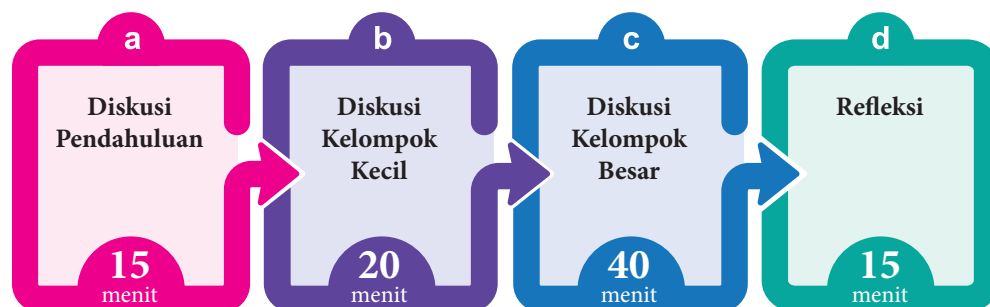 a
Diskusi
Pendahuluan
15
menit
b
Diskusi
Kelompok
Kecil
20
menit
c
Diskusi
Kelompok
Besar
40
menit
d
Refleksi
15
menit